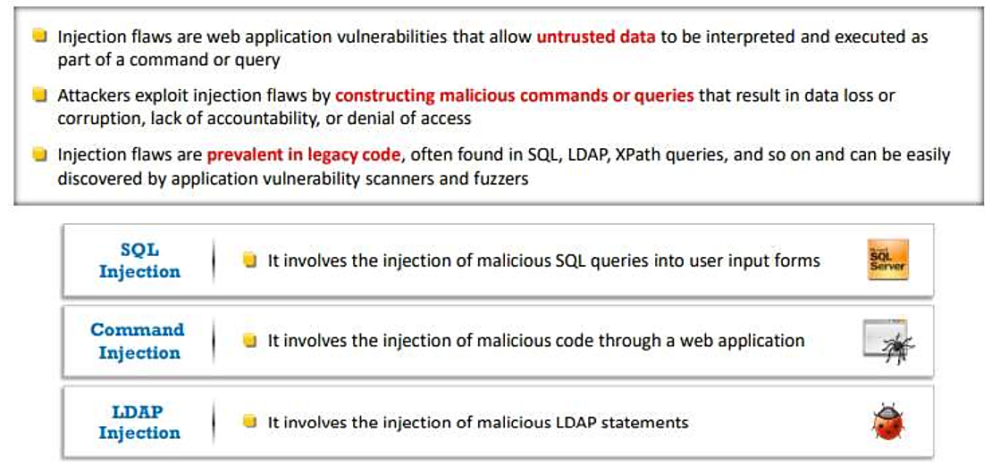 Injection flaws are web application vulnerabilities that allow untrusted data to be interpreted and executed as
part of a command or query
Attackers exploit injection flaws by constructing malicious commands or queries that result in data loss or
corruption, lack of accountability, or denial of access
Injection flaws are prevalent in legacy code, often found in SQL, LDAP, XPath queries, and so on and can be easily
discovered by application vulnerability scanners and fuzzers
SQL
Injection
It involves the injection of malicious SQL queries into user input forms
SQL
Server
Command
Injection
It involves the injection of malicious code through a web application
LDAP
Injection
It involves the injection of malicious LDAP statements